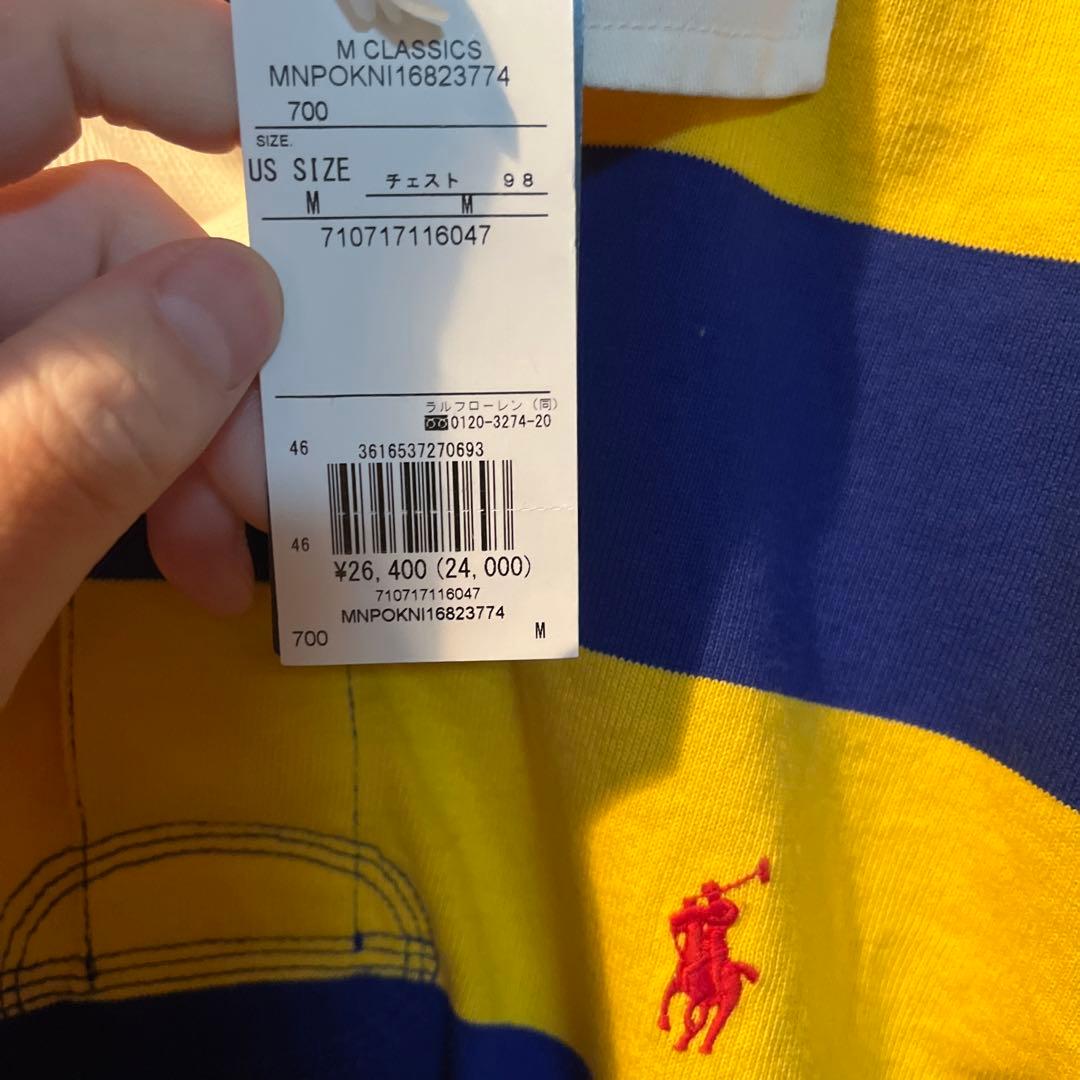 M CLASSICS
MNPOKNI16823774
700
SIZE.
US SIZE チェスト 98
M M
710717116047
ラルフローレン (同)
0120-3274-20
46 3616537270693
46
¥26,400 (24,000)
710717116047
MNPOKNI16823774
700 M